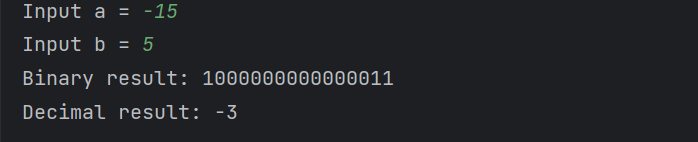 Input a = -15
Input b = 5
Binary result: 1000000000000011
Decimal result: -3